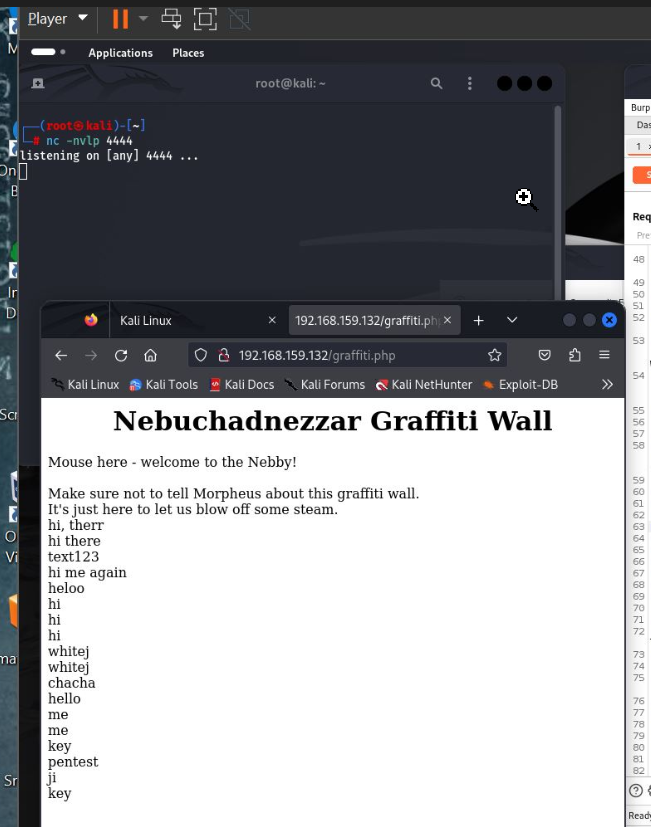 Player
Applications Places
root@kali: ~
Burp
Das
1
(root㉿kali)-[~]
# nc -nvlp 4444
listening on [any] 4444 ...
Req
Pre
Kali Linux
192.168.159.132/graffiti.ph
192.168.159.132/graffiti.php
Kali Linux
Kali Tools
Kali Docs
Kali Forums
Kali NetHunter
Exploit-DB
Nebuchadnezzar Graffiti Wall
Mouse here - welcome to the Nebby!
Make sure not to tell Morpheus about this graffiti wall.
It's just here to let us blow off some steam.
hi, therr
hi there
text123
hi me again
heloo
hi
hi
hi
whitej
whitej
chacha
hello
me
me
key
pentest
ji
key
48
49
50
51
52
53
54
55
56
57
58
59
60
61
62
63
64
65
66
67
68
69
70
71
72
73
74
75
76
77
78
79
80
81
82
Ready